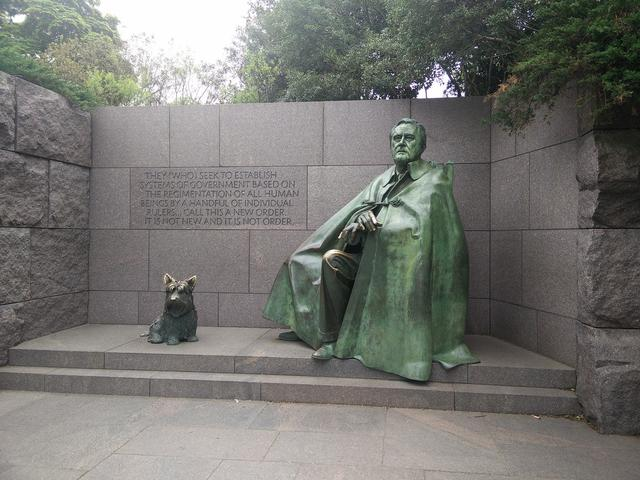 THEY (WHO) SEEK TO ESTABLISH
SYSTEMS OF GOVERNMENT BASED ON
THE REGIMENTATION OF ALL HUMAN
BEINGS BY A HANDFUL OF INDIVIDUAL
RULERS... CALL THIS A NEW ORDER.
IT IS NOT NEW AND IT IS NOT ORDER.